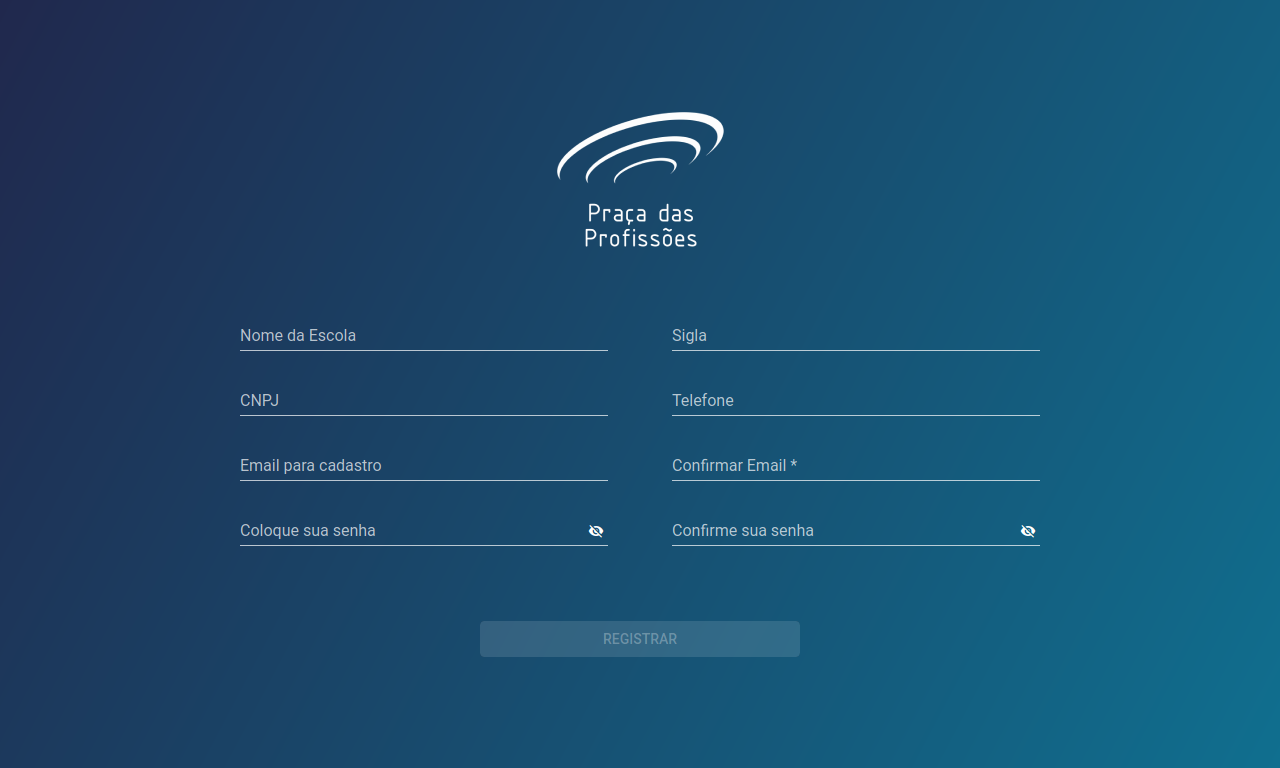 Praça das
Profissões
Nome da Escola
Sigla
CNPJ
Telefone
Email para cadastro
Confirmar Email *
Coloque sua senha
Confirme sua senha
REGISTRAR